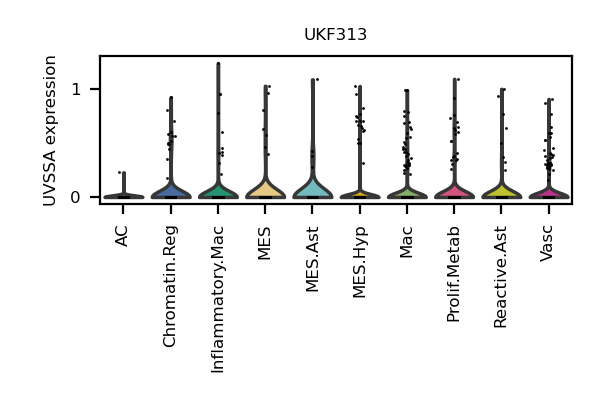 UKF313
UVSSA expression
1
0
AC
Chromatin.Reg
Inflammatory.Mac
MES
MES.Ast
MES.Hyp
Mac
Prolif.Metab
Reactive.Ast
Vasc